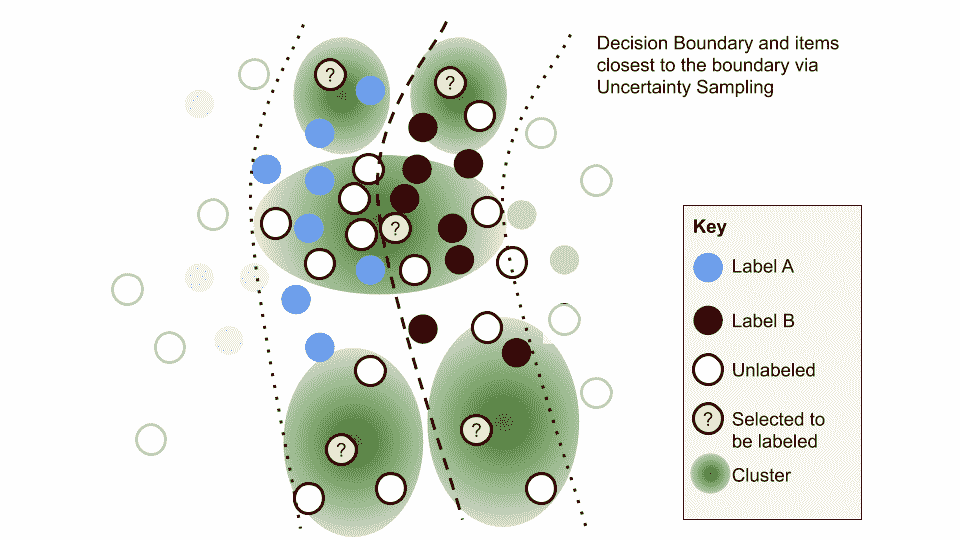 Decision Boundary and items
closest to the boundary via
Uncertainty Sampling
?
?
?
?
?
Key
Label A
Label B
Unlabeled
? Selected to
be labeled
Cluster